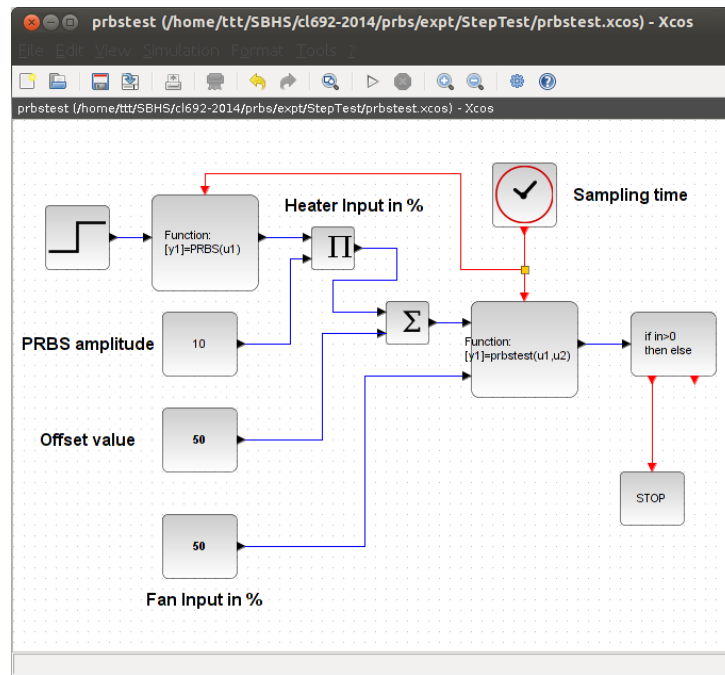 prbstest (/home/ttt/SBHS/cl692-2014/prbs/expt/StepTest/prbstest.xcos) - Xcos
File Edit View Simulation Format Tools ?
prbstest (/home/ttt/SBHS/cl692-2014/prbs/expt/StepTest/prbstest.xcos) - Xcos
Sampling time
Heater Input in %
Function:
[y1]=PRBS(u1)
Π
Σ
PRBS amplitude
10
Function:
[y1]=prbstest(u1,u2)
if in>0
then else
Offset value
50
STOP
50
Fan Input in %